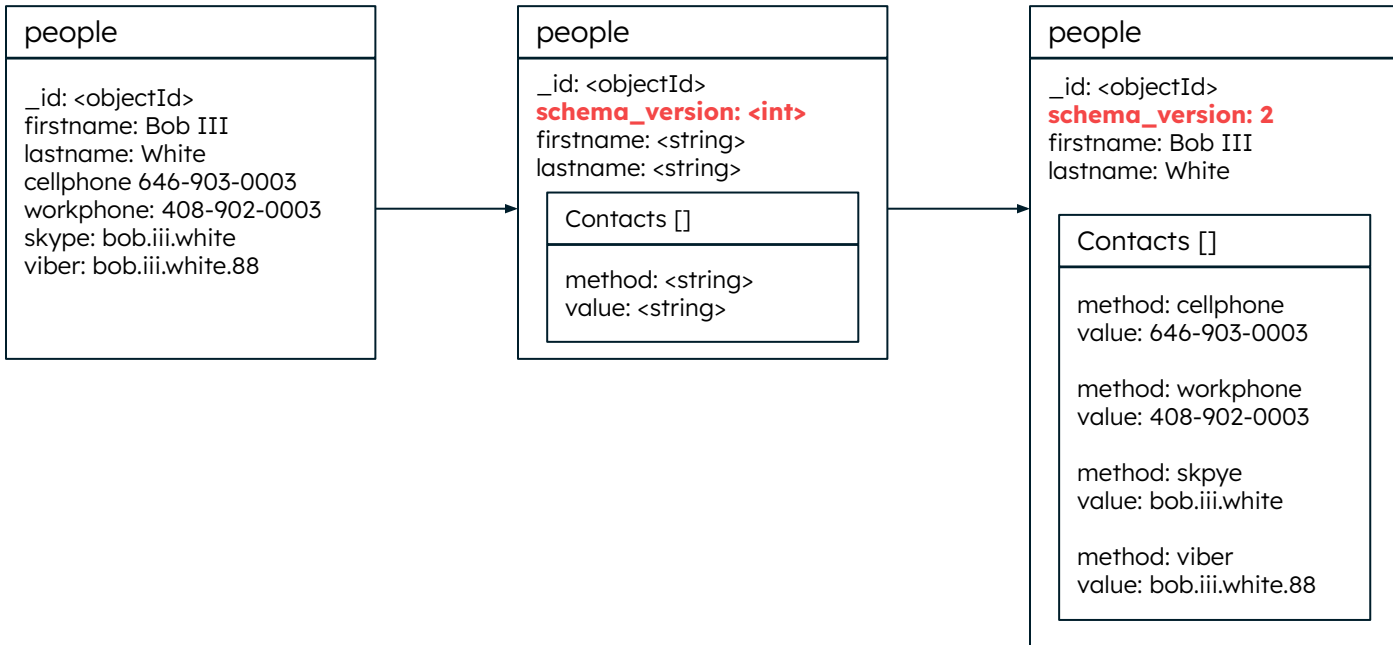 people
_id: <objectId>
firstname: Bob III
lastname: White
cellphone 646-903-0003
workphone: 408-902-0003
skype: bob.iii.white
viber: bob.iii.white.88
people
_id: <objectId>
schema_version: <int>
firstname: <string>
lastname: <string>
Contacts []
method: <string>
value: <string>
people
_id: <objectId>
schema_version: 2
firstname: Bob III
lastname: White
Contacts []
method: cellphone
value: 646-903-0003
method: workphone
value: 408-902-0003
method: skpye
value: bob.iii.white
method: viber
value: bob.iii.white.88